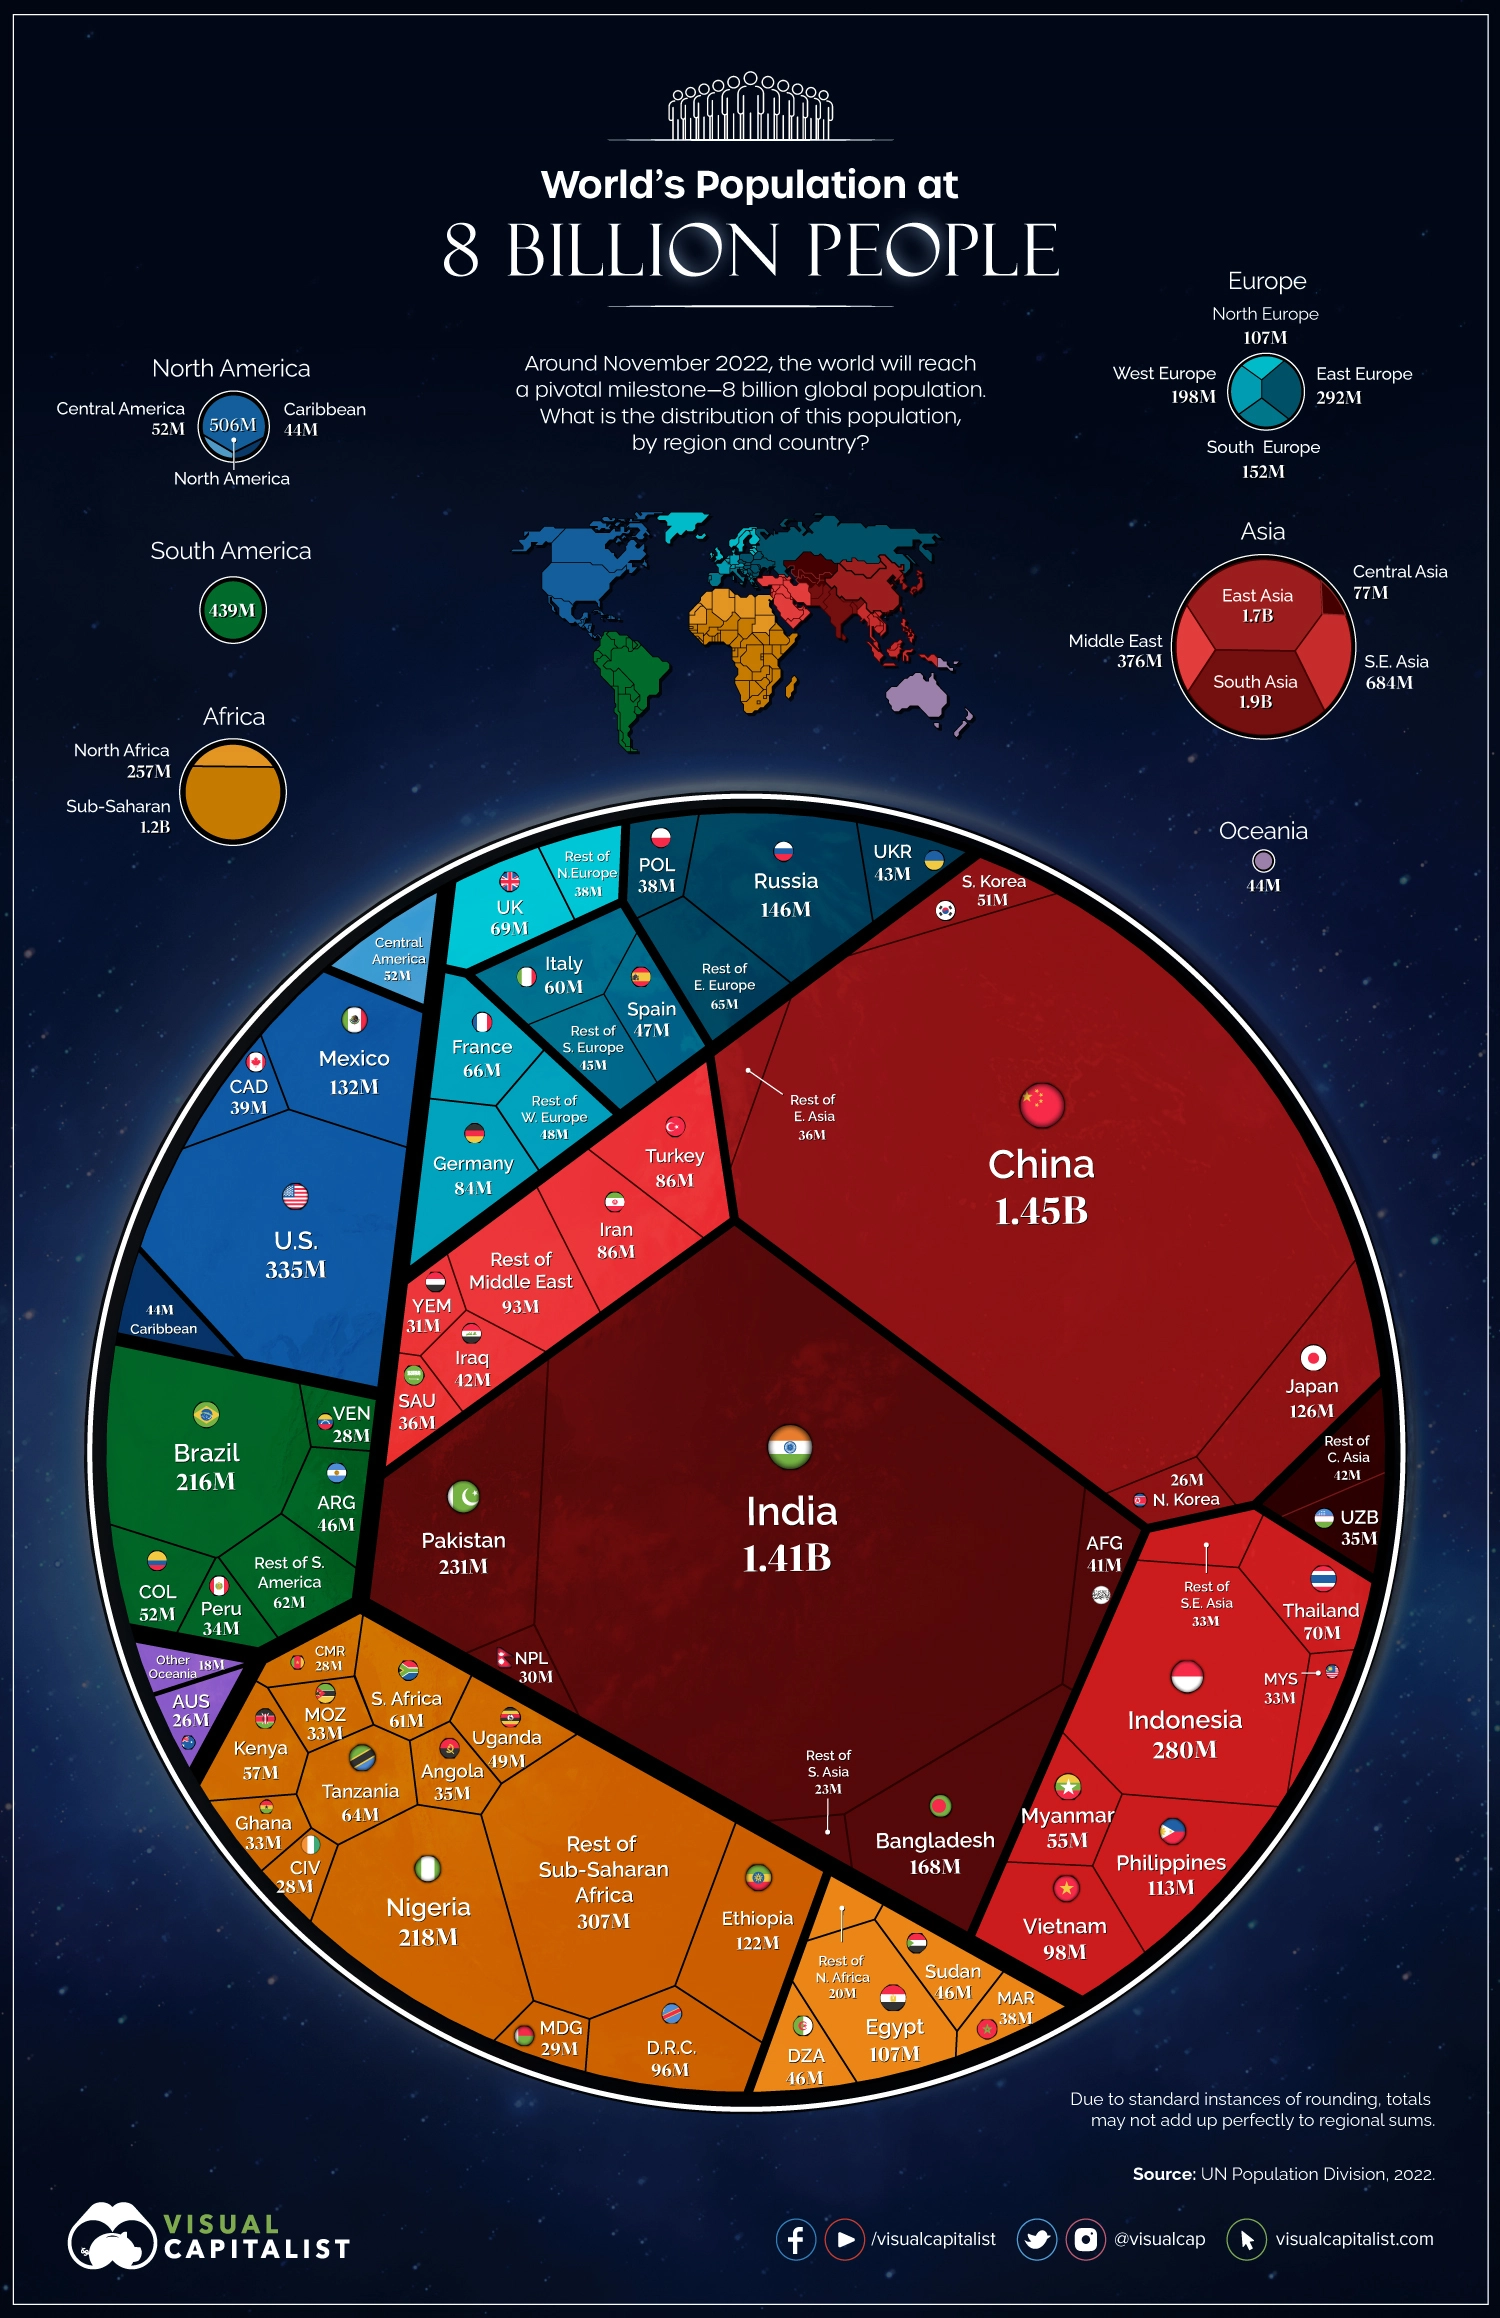 World's Population at
8 BILLION PEOPLE
Around November 2022, the world will reach
a pivotal milestone—8 billion global population.
What is the distribution of this population,
by region and country?
North America
Central America
52M
506M
Caribbean
44M
North America
South America
439M
Africa
North Africa
257M
Sub-Saharan
1.2B
Europe
North Europe
107M
West Europe
198M
East Europe
292M
South Europe
152M
Asia
Central Asia
77M
East Asia
1.7B
Middle East
376M
S.E. Asia
684M
South Asia
1.9B
Oceania
44M
UK
69M
Rest of
N.Europe
38M
POL
38M
Russia
146M
UKR
43M
Rest of
E. Europe
65M
Italy
60M
Spain
47M
Rest of
S. Europe
45M
France
66M
Rest of
W. Europe
48M
Germany
84M
Central
America
52M
Mexico
132M
CAD
39M
U.S.
335M
44M
Caribbean
S. Korea
51M
Rest of
E. Asia
36M
China
1.45B
Japan
126M
26M
N. Korea
Turkey
86M
Iran
86M
Rest of
Middle East
93M
YEM
31M
Iraq
42M
SAU
36M
Rest of
C. Asia
42M
UZB
35M
Brazil
216M
VEN
28M
ARG
46M
Rest of S.
America
62M
COL
52M
Peru
34M
Pakistan
231M
India
1.41B
AFG
41M
NPL
30M
Rest of
S. Asia
23M
Bangladesh
168M
Rest of
S.E. Asia
33M
Thailand
70M
MYS
33M
Indonesia
280M
Myanmar
55M
Philippines
113M
Vietnam
98M
Other
Oceania 18M
AUS
26M
CMR
28M
MOZ
33M
S. Africa
61M
Uganda
49M
Kenya
57M
Tanzania
64M
Angola
35M
Ghana
33M
CIV
28M
Nigeria
218M
Rest of
Sub-Saharan
Africa
307M
Ethiopia
122M
MDG
29M
D.R.C.
96M
Rest of
N. Africa
20M
Sudan
46M
MAR
38M
Egypt
107M
DZA
46M
Due to standard instances of rounding, totals
may not add up perfectly to regional sums.
Source: UN Population Division, 2022.
VISUAL
CAPITALIST
/visualcapitalist
@visualcap
visualcapitalist.com